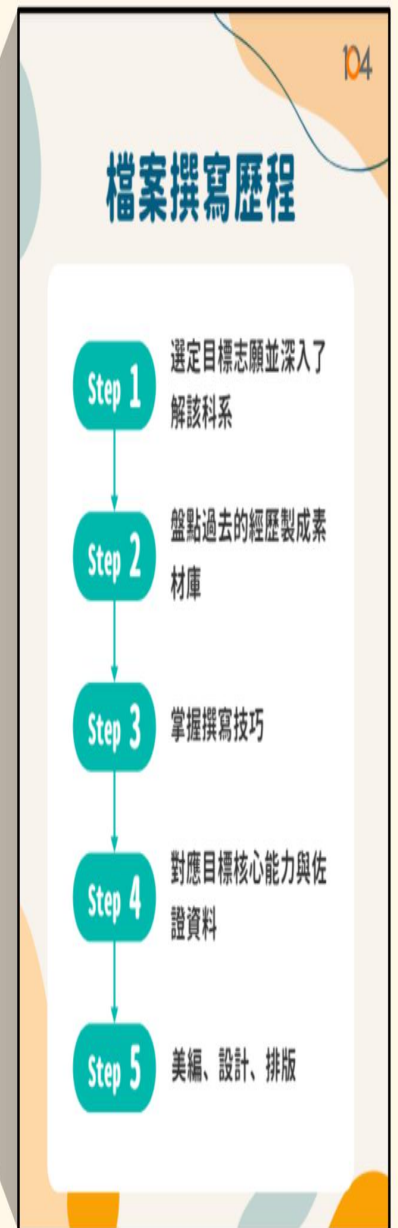 104
檔案撰寫歷程
Step 1
選定目標志願並深入了
解該科系
Step 2
盤點過去的經歷製成素
材庫
Step 3
掌握撰寫技巧
Step 4
對應目標核心能力與佐
證資料
Step 5
美編、設計、排版